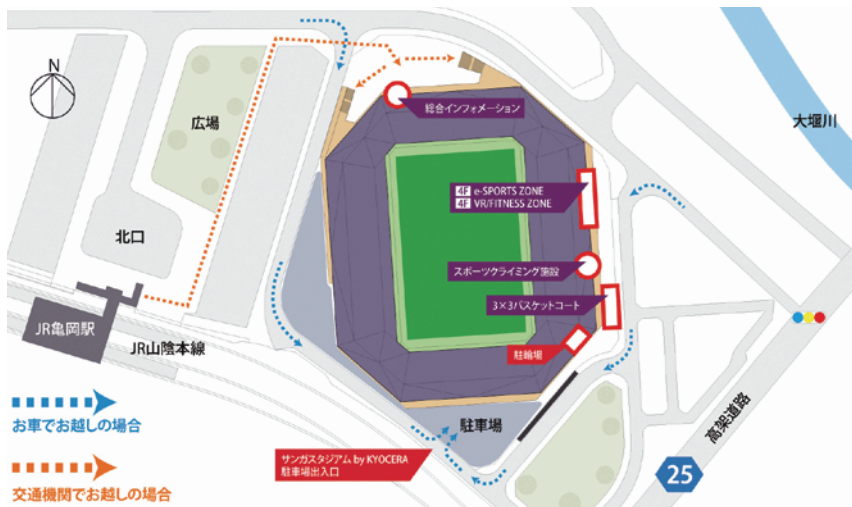 N
広場
総合インフォメーション
大堰川
4F e-SPORTS ZONE
4F VR/FITNESS ZONE
北口
スポーツクライミング施設
3×3バスケットコート
JR亀岡駅
JR山陰本線
駐輪場
お車でお越しの場合
駐車場
高架道路
サンガスタジアム by KYOCERA
駐車場出入口
25
交通機関でお越しの場合